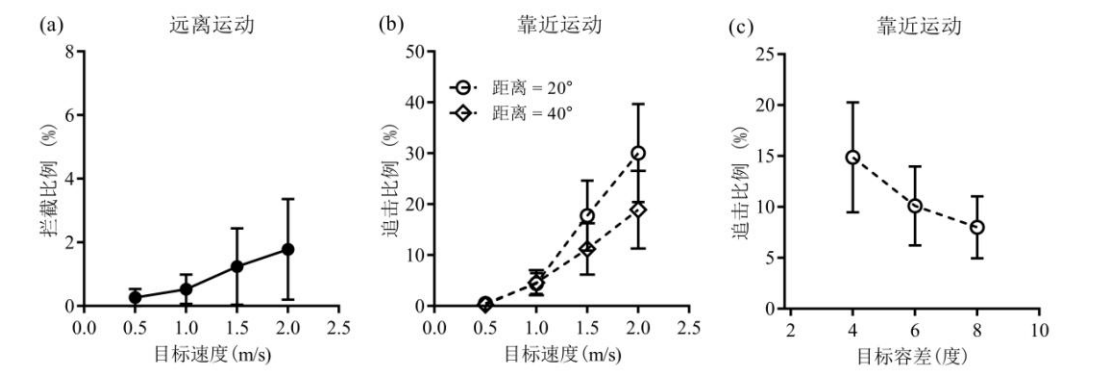 (a) 远离运动
拦截比例 (%)
8
6
4
2
0
0.0 0.5 1.0 1.5 2.0 2.5
目标速度(m/s)
(b) 靠近运动
距离 = 20°
距离 = 40°
追击比例 (%)
50
40
30
20
10
0
0.0 0.5 1.0 1.5 2.0 2.5
目标速度(m/s)
(c) 靠近运动
追击比例 (%)
25
20
15
10
5
0
2 4 6 8 10
目标容差(度)